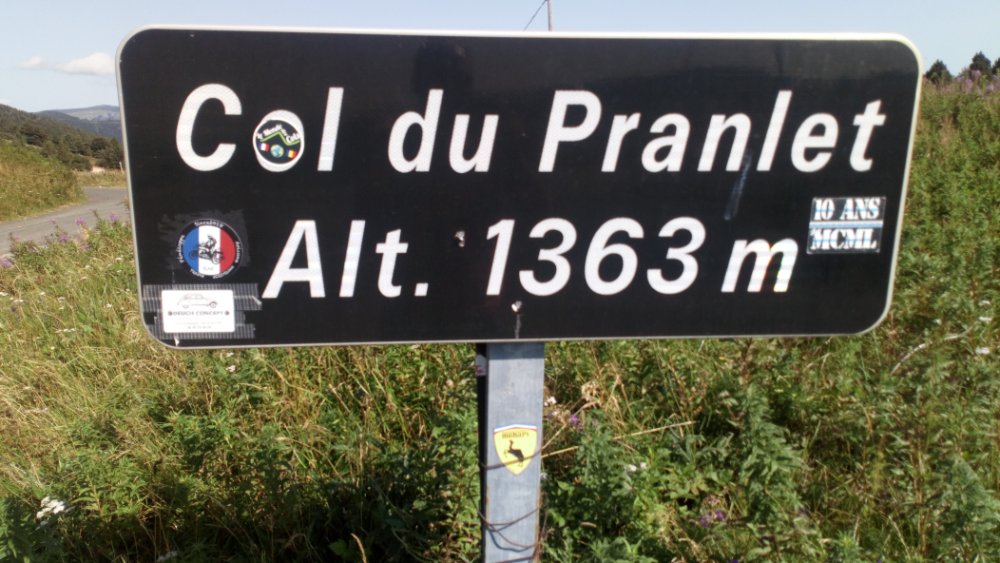 Col du Pranlet
Alt. 1363 m
10 ANS
MCML